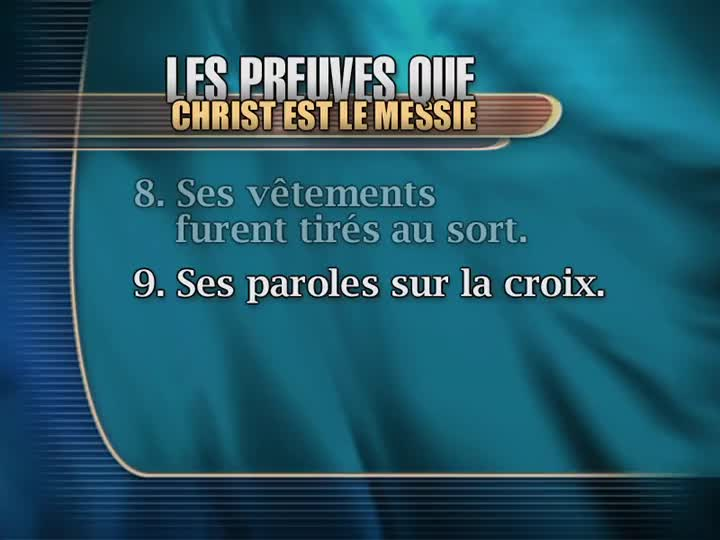 LES PREUVES QUE
CHRIST EST LE MESSIE
8. Ses vêtements
furent tirés au sort.
9. Ses paroles sur la croix.